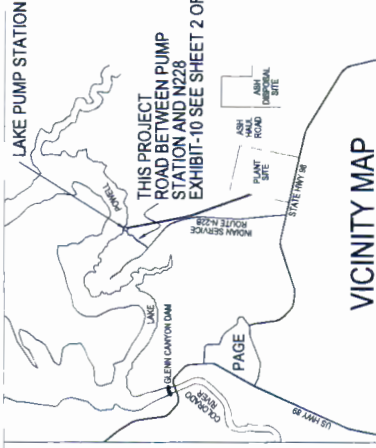 LAKE PUMP STATION
THIS PROJECT
ROAD BETWEEN PUMP
STATION AND N228
EXHIBIT-10 SEE SHEET 2 OF
POWELL
ASH
DISPOSAL
SITE
ASH
HAUL
ROAD
PLANT
SITE
INDIAN SERVICE
ROUTE N-228
STATE HWY 98
LAKE
GLENN CANYON DAM
PAGE
COLORADO
RIVER
US HWY 89
VICINITY MAP